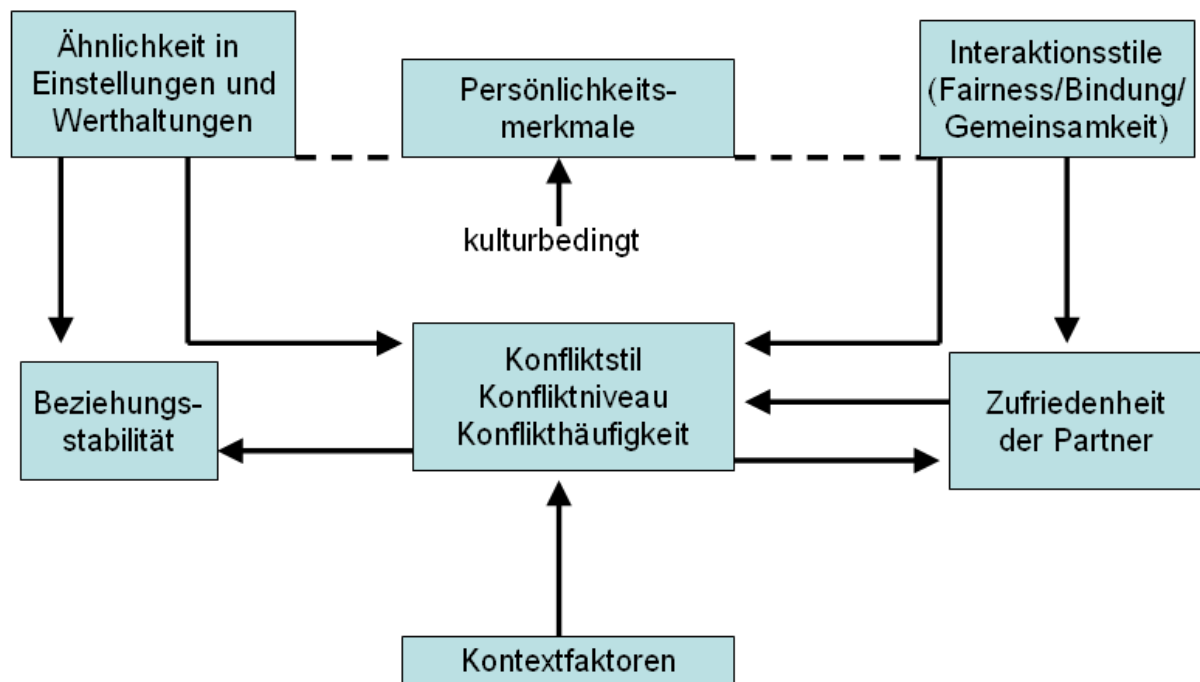 Ähnlichkeit in
Einstellungen und
Werthaltungen
Persönlichkeits-
merkmale
Interaktionsstile
(Fairness/Bindung/
Gemeinsamkeit)
kulturbedingt
Beziehungs-
stabilität
Konfliktstil
Konfliktniveau
Konflikthäufigkeit
Zufriedenheit
der Partner
Kontextfaktoren